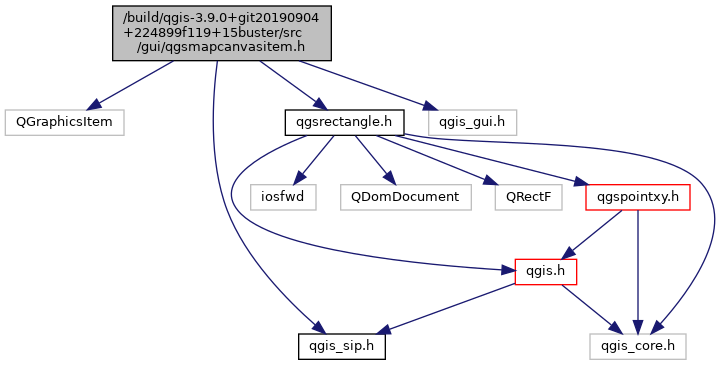 /build/qgis-3.9.0+git20190904
+224899f119+15buster/src
/gui/qgsmapcanvasitem.h
QGraphicsItem
qgsrectangle.h
qgis_gui.h
iosfwd
QDomDocument
QRectF
qgspointxy.h
qgis.h
qgis_sip.h
qgis_core.h